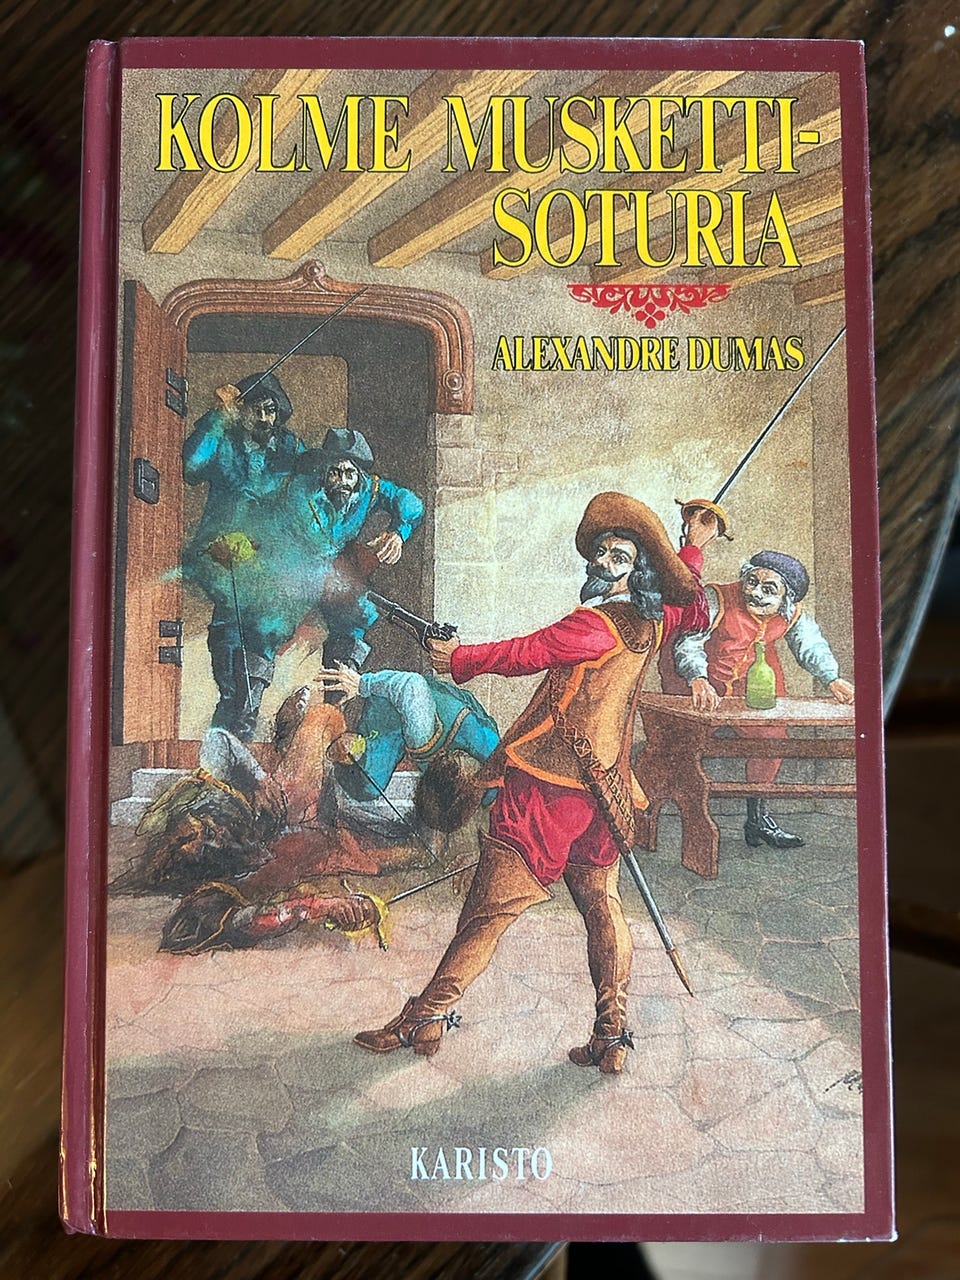 KOLME MUSKETTI-
SOTURIA
ALEXANDRE DUMAS
KARISTO